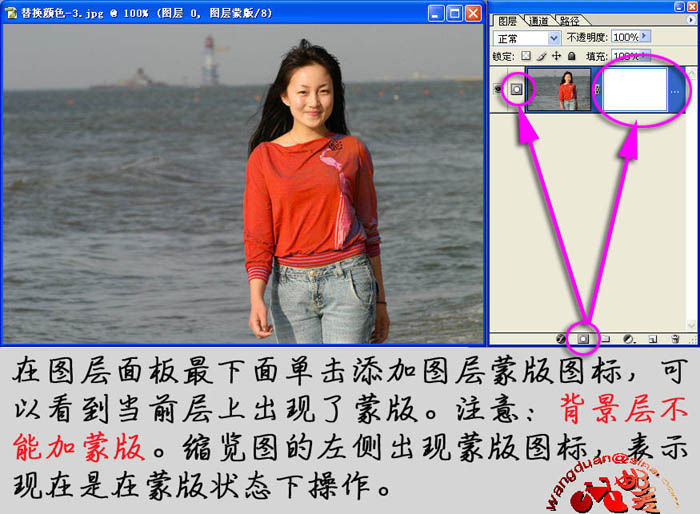 替换颜色-3.jpg @ 100% (图层 0, 图层蒙版/8)
图层 通道 路径
正常 不透明度: 100%
锁定: 填充: 100%
在图层面板最下面单击添加图层蒙版图标，可
以看到当前层上出现了蒙版。注意：背景层不
能加蒙版。缩览图的左侧出现蒙版图标，表示
现在是在蒙版状态下操作。